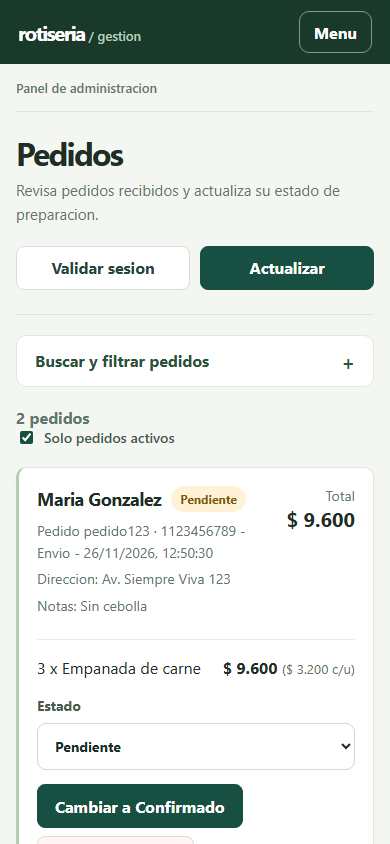 rotiseria / gestion
Menu
Panel de administracion
Pedidos
Revisa pedidos recibidos y actualiza su estado de
preparacion.
Validar sesion
Actualizar
Buscar y filtrar pedidos +
2 pedidos
Solo pedidos activos
Maria Gonzalez
Pendiente
Total
$ 9.600
Pedido pedido123 · 1123456789 -
Envio - 26/11/2026, 12:50:30
Direccion: Av. Siempre Viva 123
Notas: Sin cebolla
3 x Empanada de carne
$ 9.600 ($ 3.200 c/u)
Estado
Pendiente
Cambiar a Confirmado